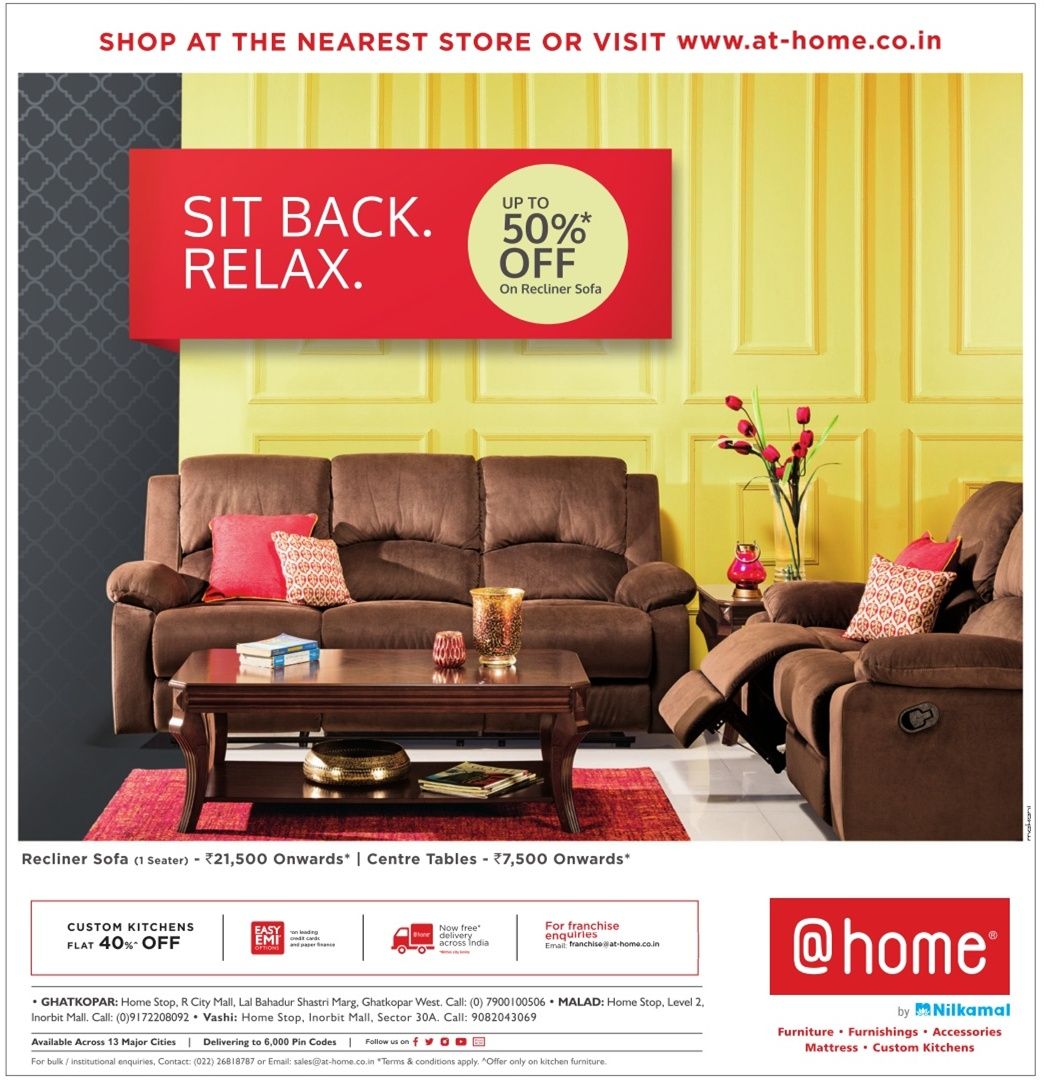 SHOP AT THE NEAREST STORE OR VISIT www.at-home.co.in
SIT BACK.
RELAX.
UP TO
50%*
OFF
On Recliner Sofa
Recliner Sofa (1 Seater) - ₹21,500 Onwards* | Centre Tables - ₹7,500 Onwards*
CUSTOM KITCHENS
FLAT 40%^ OFF
EASY
EMI*
OPTIONS
*on leading
credit cards
and paper finance
@home
Now free*
delivery
across India
*Within city limits
For franchise
enquiries
Email: franchise@at-home.co.in
@home®
by Nilkamal
Furniture • Furnishings • Accessories
Mattress • Custom Kitchens
• GHATKOPAR: Home Stop, R City Mall, Lal Bahadur Shastri Marg, Ghatkopar West. Call: (0) 7900100506 • MALAD: Home Stop, Level 2,
Inorbit Mall. Call: (0)9172208092 • Vashi: Home Stop, Inorbit Mall, Sector 30A. Call: 9082043069
Available Across 13 Major Cities | Delivering to 6,000 Pin Codes | Follow us on
For bulk / institutional enquiries, Contact: (022) 26818787 or Email: sales@at-home.co.in *Terms & conditions apply. ^Offer only on kitchen furniture.